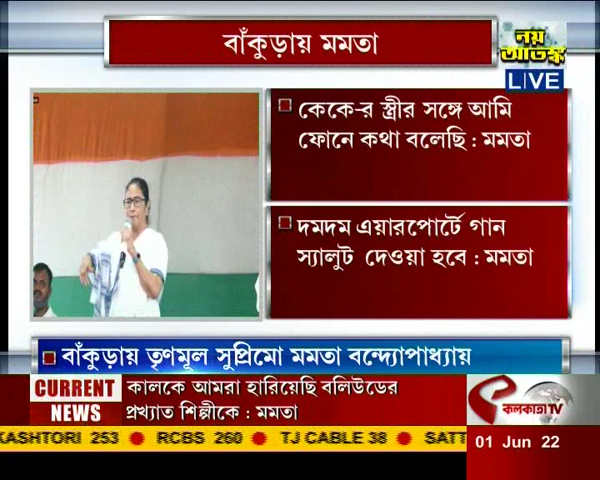 বাঁকুড়ায় মমতা
নয়
আতঙ্ক
LIVE
কেকে-র স্ত্রীর সঙ্গে আমি
ফোনে কথা বলেছি : মমতা
দমদম এয়ারপোর্টে গান
স্যালুট দেওয়া হবে : মমতা
বাঁকুড়ায় তৃণমূল সুপ্রিমো মমতা বন্দ্যোপাধ্যায়
CURRENT
NEWS
কালকে আমরা হারিয়েছি বলিউডের
প্রখ্যাত শিল্পীকে : মমতা
কলকাতা TV
KASHTORI 253 ● RCBS 260 ● TJ CABLE 38 ● SATT
01 Jun 22